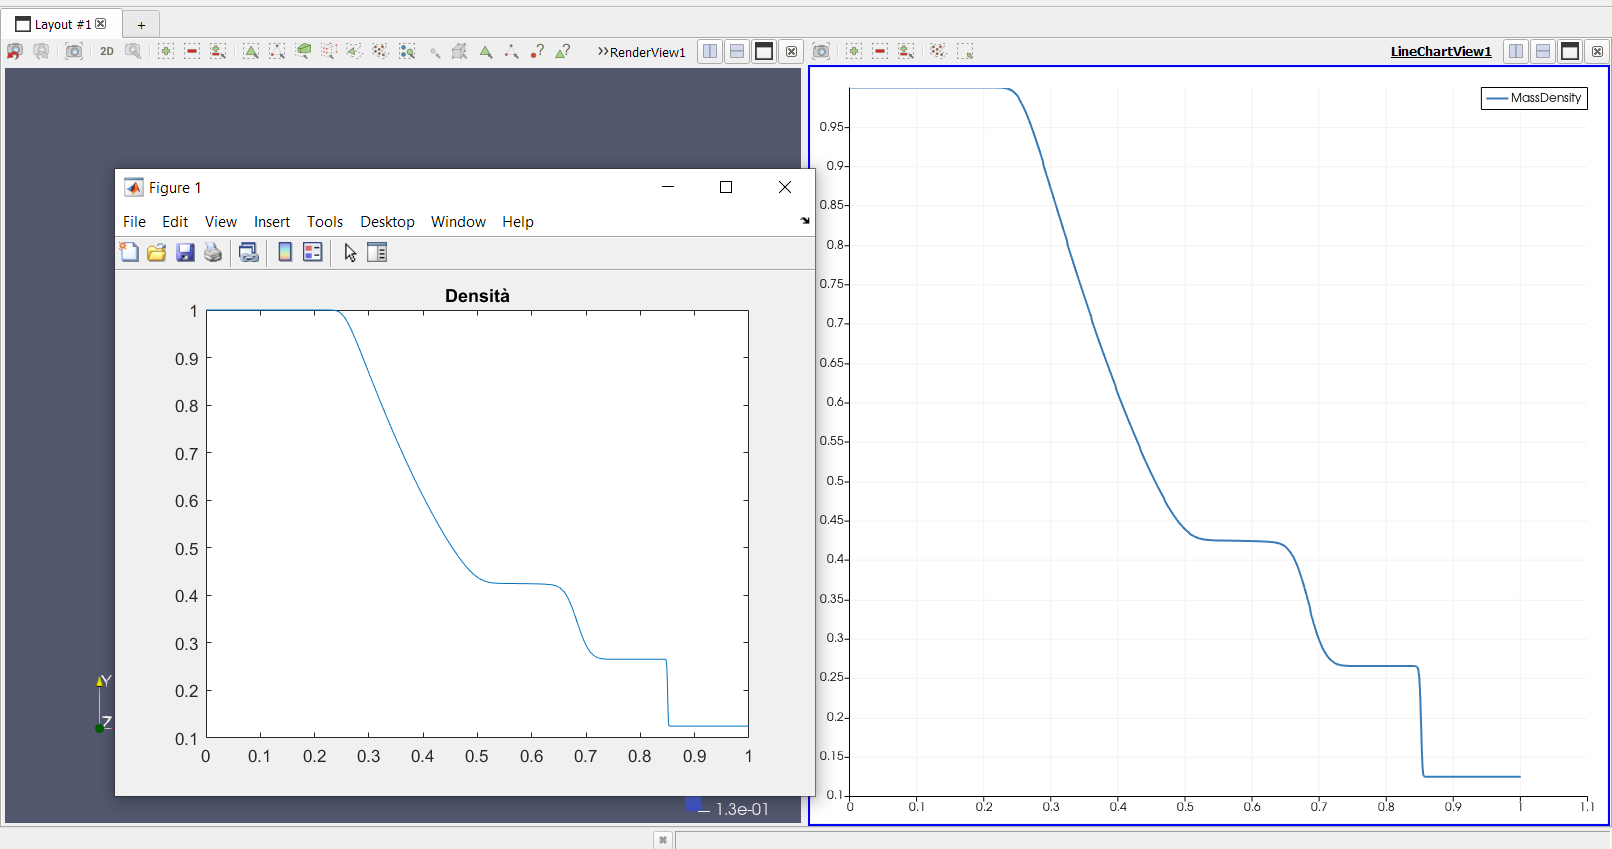 Layout #1
+
2D
RenderView1
LineChartView1
Figure 1
File Edit View Insert Tools Desktop Window Help
Densità
1
0.9
0.8
0.7
0.6
0.5
0.4
0.3
0.2
0.1
0 0.1 0.2 0.3 0.4 0.5 0.6 0.7 0.8 0.9 1
Y
Z
1.3e-01
MassDensity
0.95
0.9
0.85
0.8
0.75
0.7
0.65
0.6
0.55
0.5
0.45
0.4
0.35
0.3
0.25
0.2
0.15
0.1
0 0.1 0.2 0.3 0.4 0.5 0.6 0.7 0.8 0.9 1 1.1